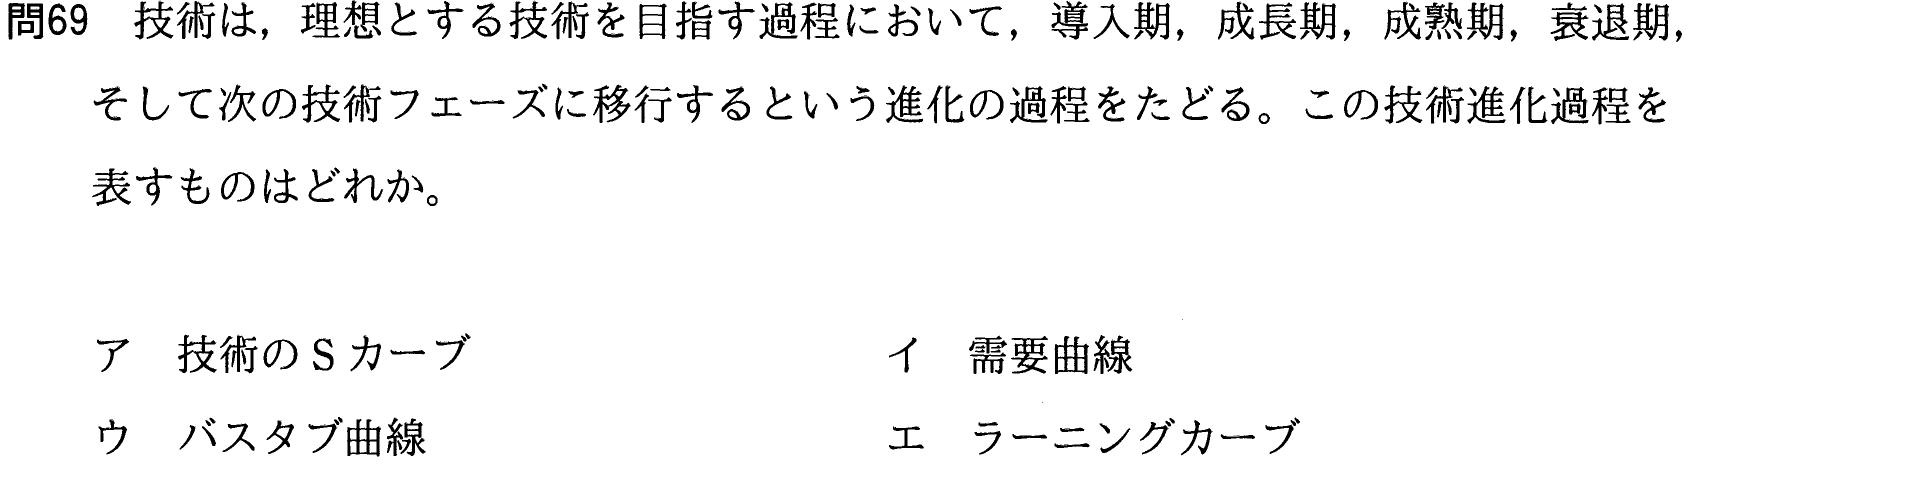 問69 技術は，理想とする技術を目指す過程において，導入期，成長期，成熟期，衰退期，
そして次の技術フェーズに移行するという進化の過程をたどる。この技術進化過程を
表すものはどれか。
ア 技術のSカーブ
イ 需要曲線
ウ バスタブ曲線
エ ラーニングカーブ